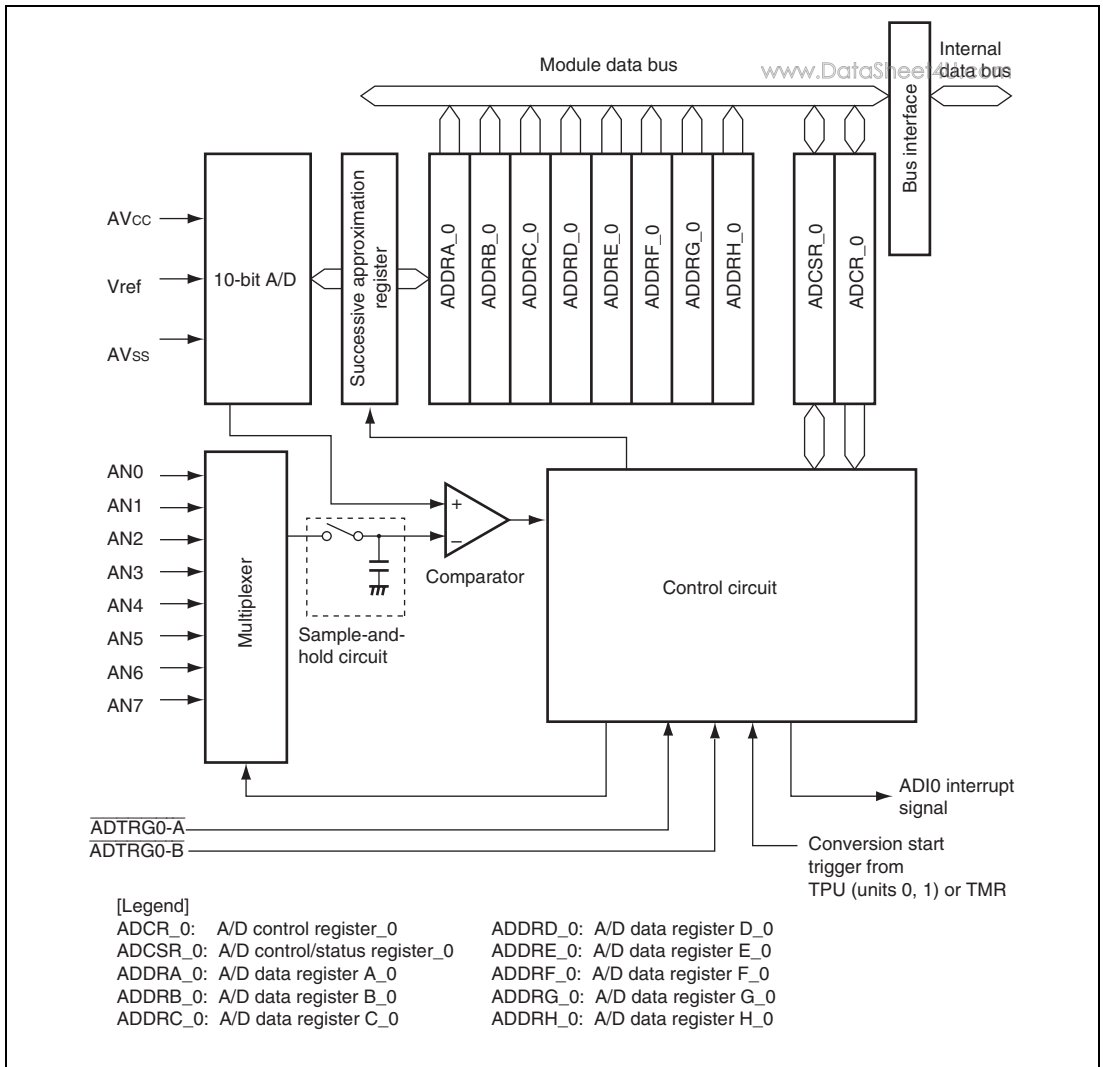 Module data bus
www.DataSheet4U.com
Internal
data bus
Bus interface
AVCC
Vref
AVSS
10-bit A/D
Successive approximation
register
ADDRA_0
ADDRB_0
ADDRC_0
ADDRD_0
ADDRE_0
ADDRF_0
ADDRG_0
ADDRH_0
ADCSR_0
ADCR_0
AN0
AN1
AN2
AN3
AN4
AN5
AN6
AN7
Multiplexer
+
–
Comparator
Sample-and-
hold circuit
Control circuit
ADI0 interrupt
signal
ADTRG0-A
ADTRG0-B
Conversion start
trigger from
TPU (units 0, 1) or TMR
[Legend]
ADCR_0: A/D control register_0
ADCSR_0: A/D control/status register_0
ADDRA_0: A/D data register A_0
ADDRB_0: A/D data register B_0
ADDRC_0: A/D data register C_0
ADDRD_0: A/D data register D_0
ADDRE_0: A/D data register E_0
ADDRF_0: A/D data register F_0
ADDRG_0: A/D data register G_0
ADDRH_0: A/D data register H_0